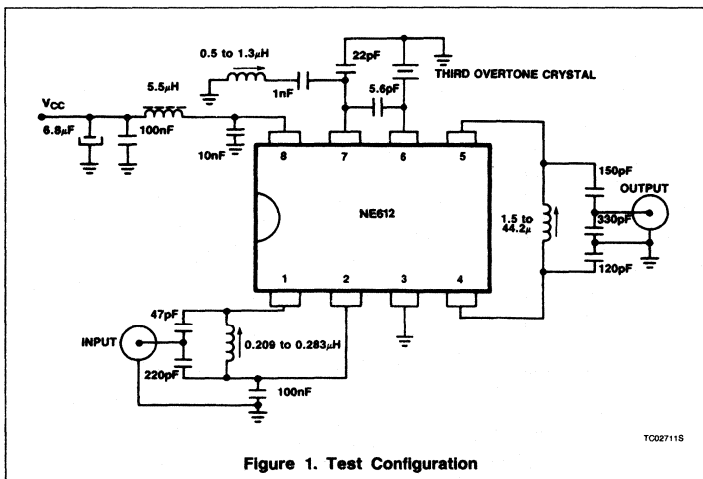 0.5 to 1.3μH
22pF
THIRD OVERTONE CRYSTAL
1nF
5.5μH
5.6pF
VCC
6.8μF
100nF
10nF
8
7
6
5
NE612
150pF
OUTPUT
330pF
1.5 to
44.2μ
120pF
1
2
3
4
47pF
INPUT
0.209 to 0.283μH
220pF
100nF
TC02711S
Figure 1. Test Configuration